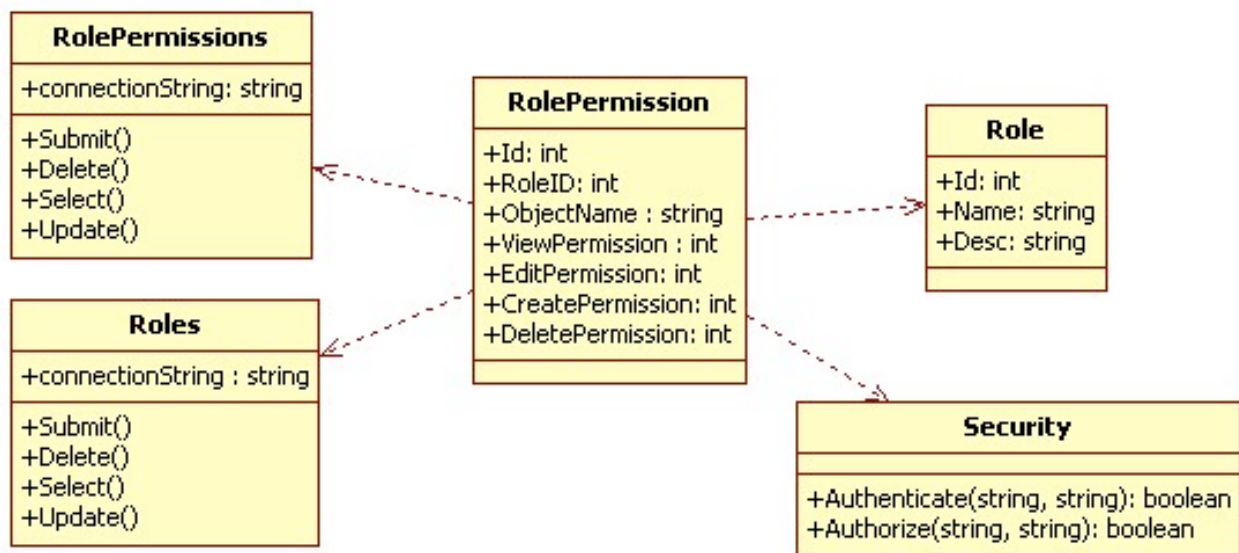 RolePermissions
+connectionString: string
+Submit()
+Delete()
+Select()
+Update()
Roles
+connectionString : string
+Submit()
+Delete()
+Select()
+Update()
RolePermission
+Id: int
+RoleID: int
+ObjectName : string
+ViewPermission : int
+EditPermission: int
+CreatePermission: int
+DeletePermission: int
Role
+Id: int
+Name: string
+Desc: string
Security
+Authenticate(string, string): boolean
+Authorize(string, string): boolean